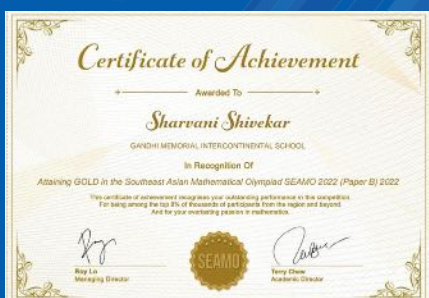 Certificate of Achievement
Awarded To
Sharvani Shivekar
GANDHI MEMORIAL INTERCONTINENTAL SCHOOL
In Recognition Of
Attaining GOLD in the Southeast Asian Mathematical Olympiad SEAMO 2022 (Paper B) 2022
This certificate of achievement recognises your outstanding performance in this competition
For being among the top 8% of thousands of participants from the region and beyond
And for your everlasting passion in mathematics.
SEAMO
Roy Lo
Managing Director
Terry Chew
Academic Director